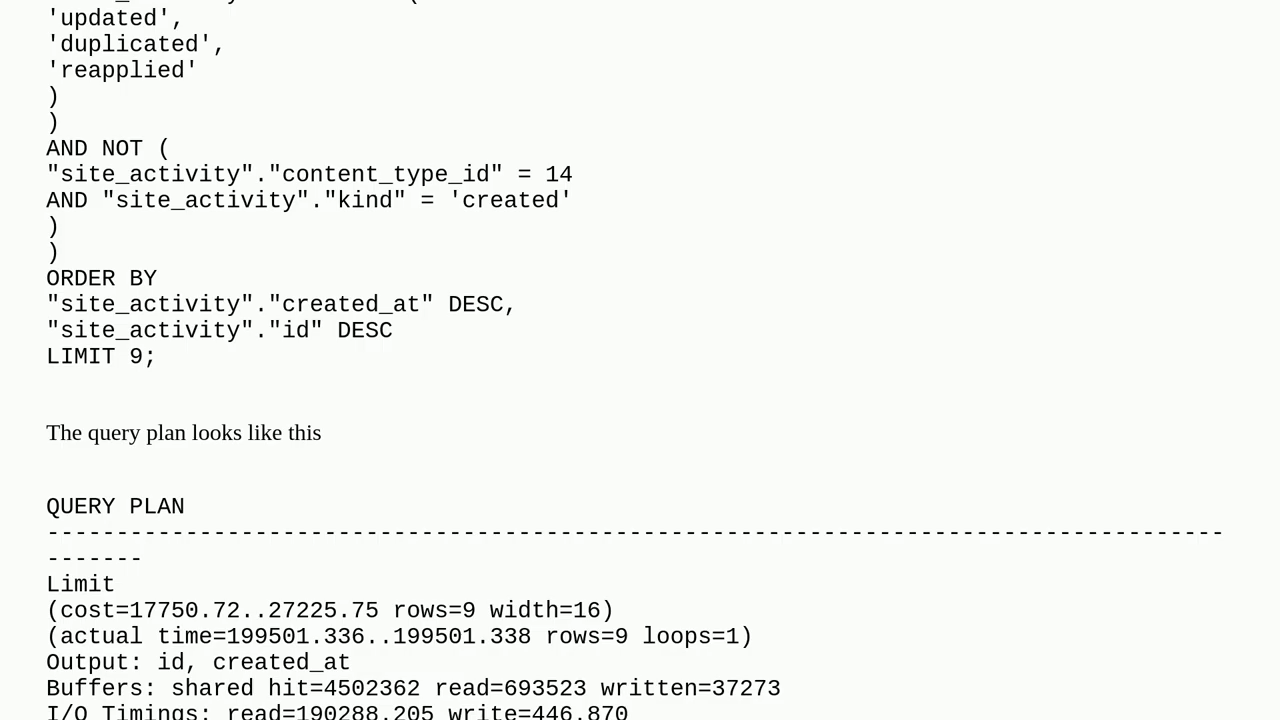 'updated',
'duplicated',
'reapplied'
)
)
AND NOT (
"site_activity"."content_type_id" = 14
AND "site_activity"."kind" = 'created'
)
)
ORDER BY
"site_activity"."created_at" DESC,
"site_activity"."id" DESC
LIMIT 9;
The query plan looks like this
QUERY PLAN
-------------------------------------------------------------------------------------
-------
Limit
(cost=17750.72..27225.75 rows=9 width=16)
(actual time=199501.336..199501.338 rows=9 loops=1)
Output: id, created_at
Buffers: shared hit=4502362 read=693523 written=37273
I/O Timings: read=190288.205 write=446.870